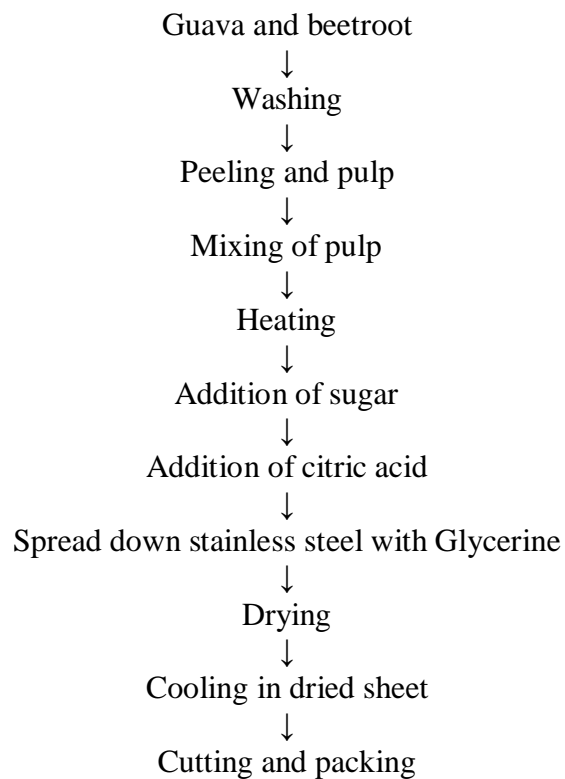 Guava and beetroot
↓
Washing
↓
Peeling and pulp
↓
Mixing of pulp
↓
Heating
↓
Addition of sugar
↓
Addition of citric acid
↓
Spread down stainless steel with Glycerine
↓
Drying
↓
Cooling in dried sheet
↓
Cutting and packing